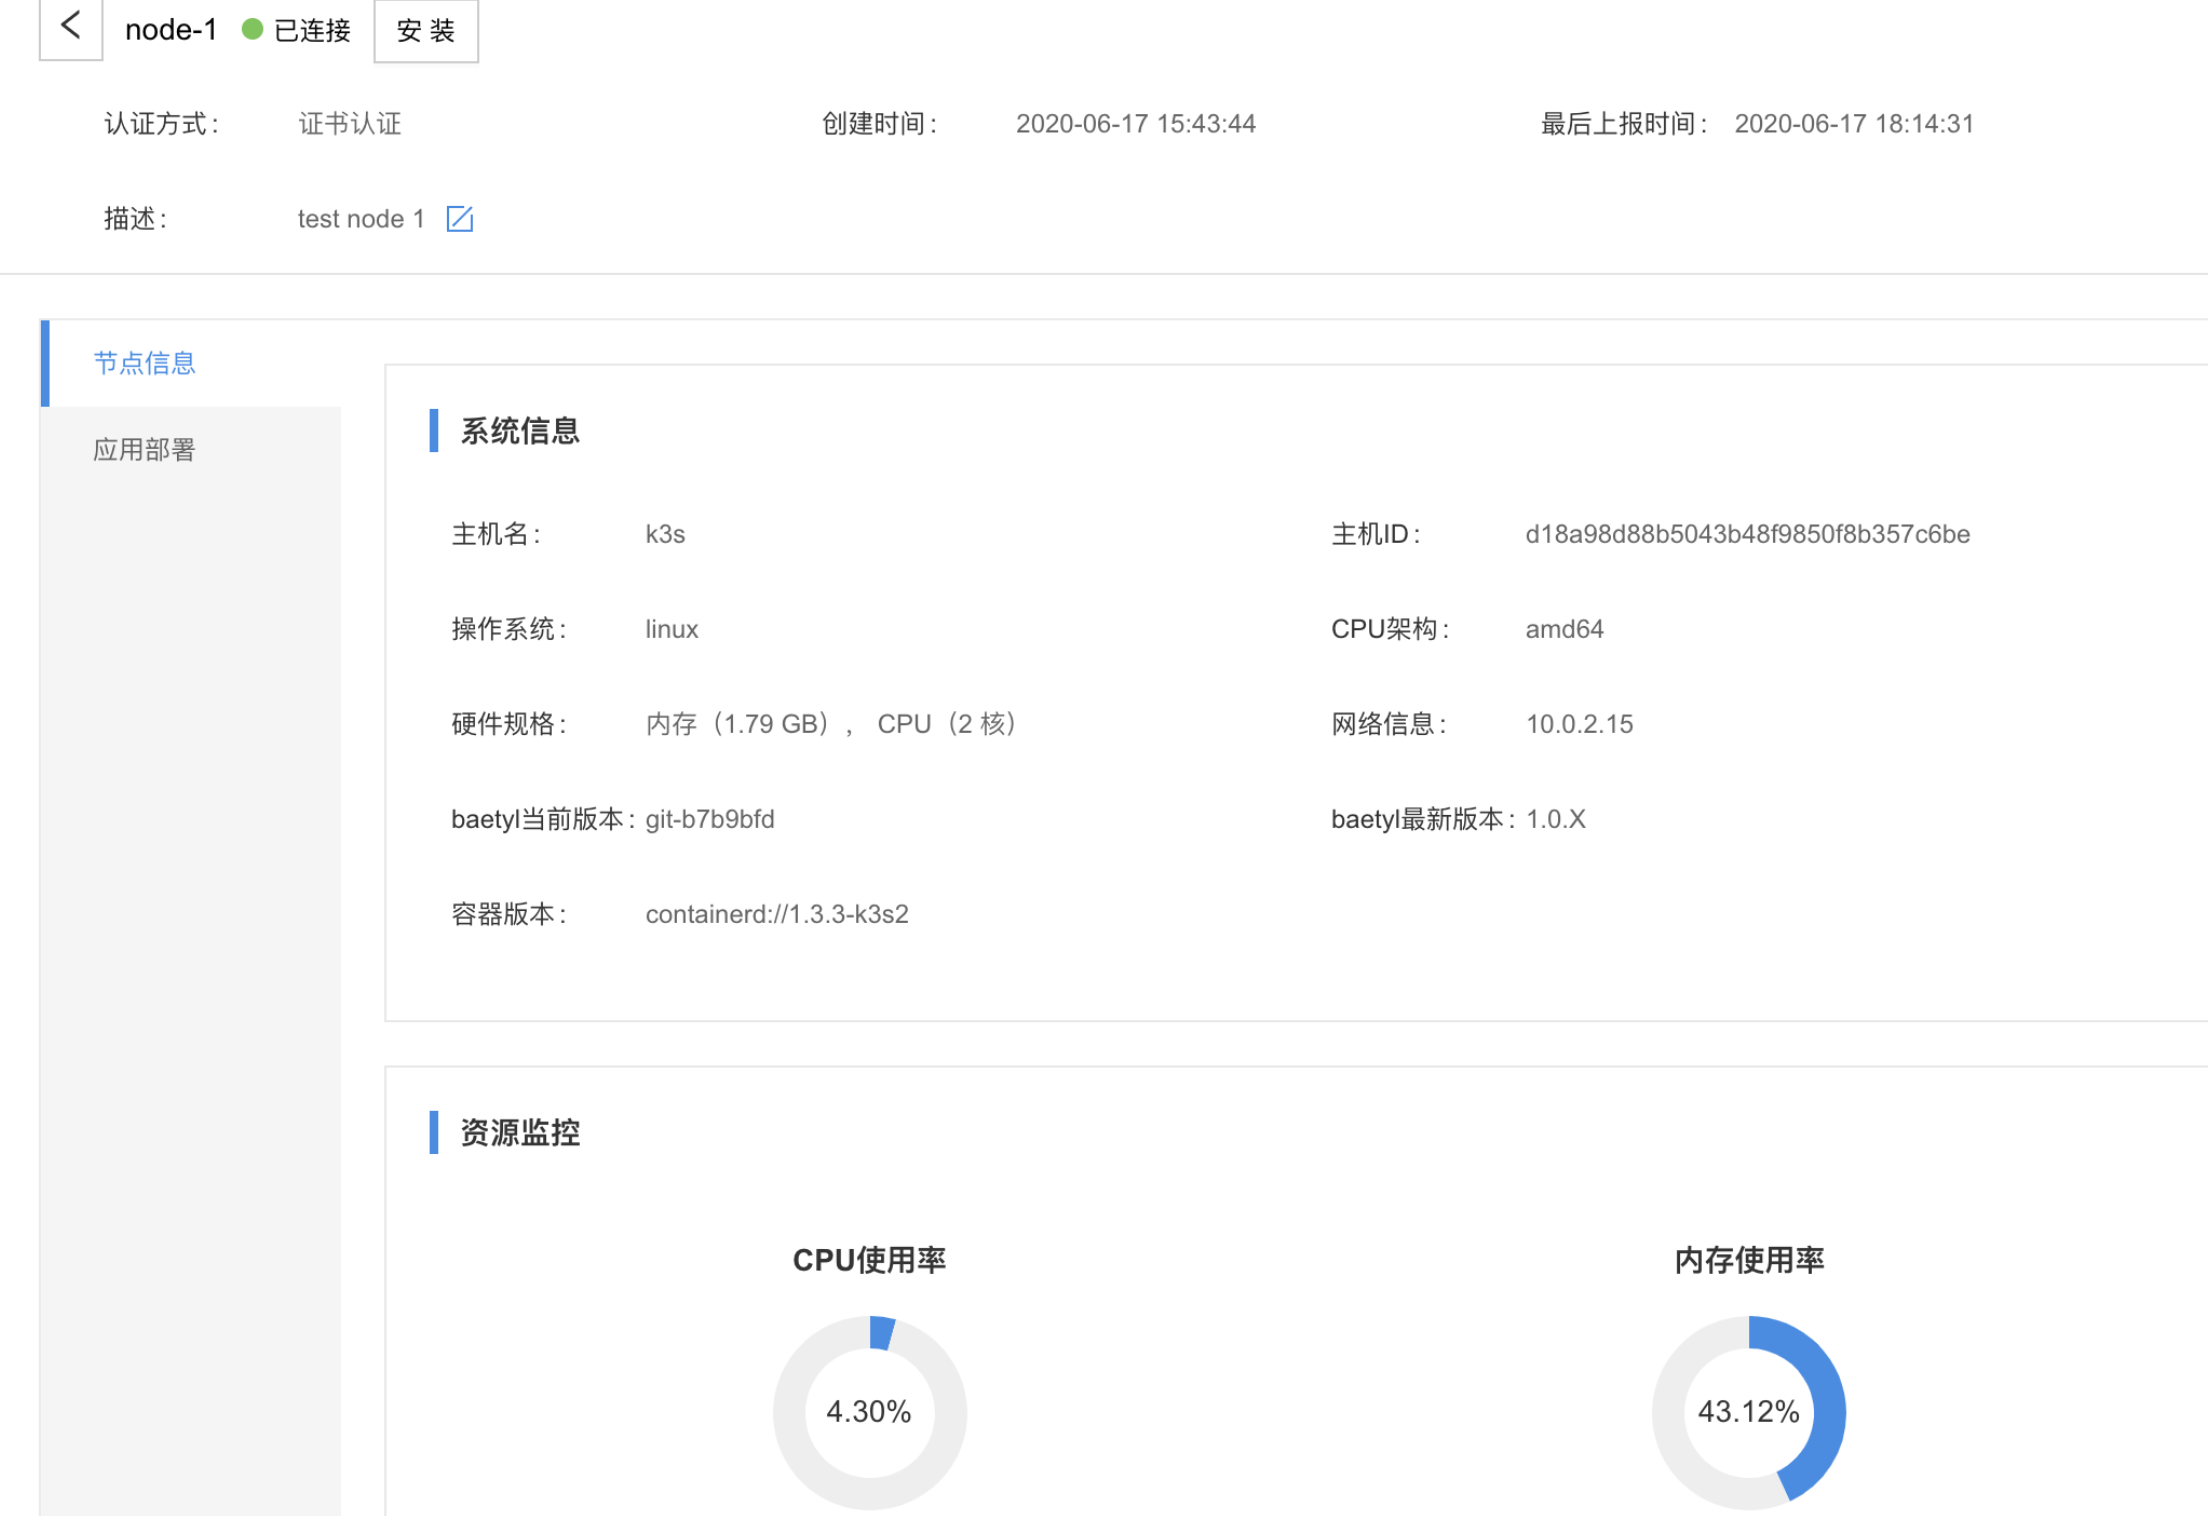 node-1 已连接 安 装
认证方式： 证书认证 创建时间： 2020-06-17 15:43:44 最后上报时间： 2020-06-17 18:14:31
描述： test node 1
节点信息
应用部署
系统信息
主机名： k3s 主机ID： d18a98d88b5043b48f9850f8b357c6be
操作系统： linux CPU架构： amd64
硬件规格： 内存（1.79 GB）， CPU（2 核） 网络信息： 10.0.2.15
baetyl当前版本： git-b7b9bfd baetyl最新版本： 1.0.X
容器版本： containerd://1.3.3-k3s2
资源监控
CPU使用率 内存使用率
4.30% 43.12%